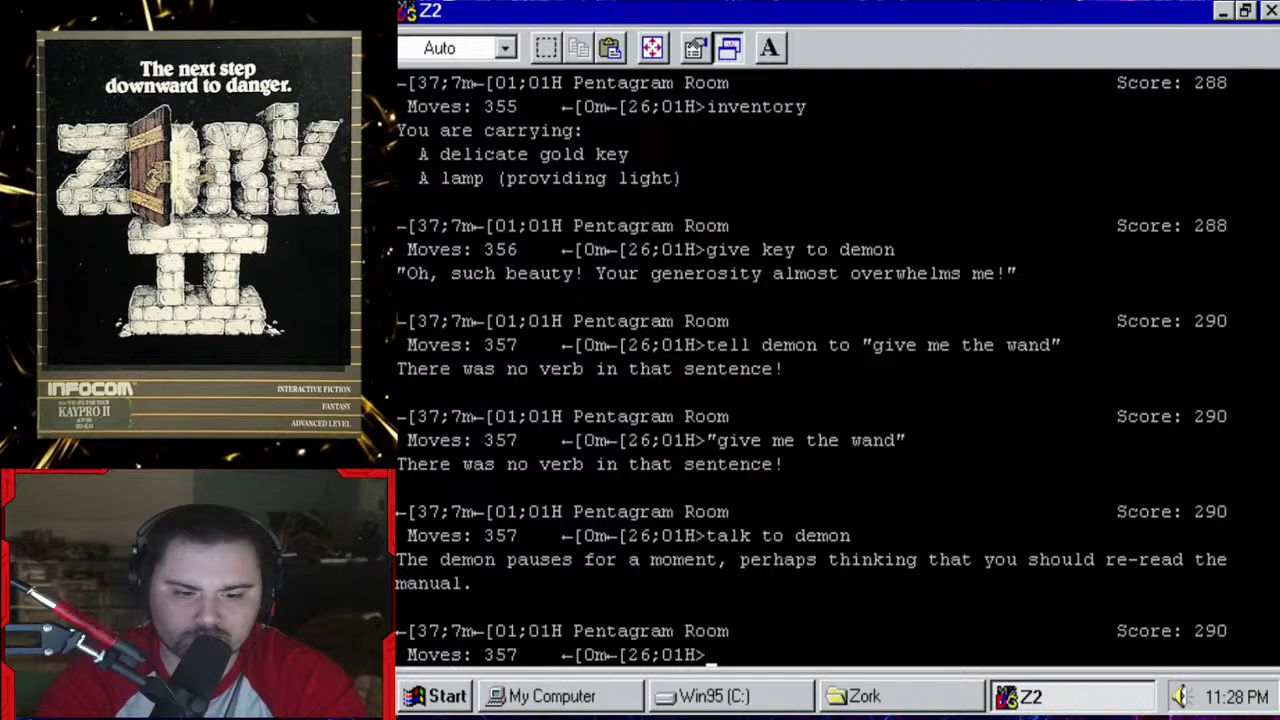 The next step
downward to danger.
ZORK
II
INFOCOM
INTERACTIVE FICTION
KAYPRO II
FANTASY
ADVANCED LEVEL
Z2
Auto
A
←[37;7m←[01;01H Pentagram Room Score: 288
Moves: 355 ←[0m←[26;01H>inventory
You are carrying:
A delicate gold key
A lamp (providing light)
←[37;7m←[01;01H Pentagram Room Score: 288
Moves: 356 ←[0m←[26;01H>give key to demon
"Oh, such beauty! Your generosity almost overwhelms me!"
←[37;7m←[01;01H Pentagram Room Score: 290
Moves: 357 ←[0m←[26;01H>tell demon to "give me the wand"
There was no verb in that sentence!
←[37;7m←[01;01H Pentagram Room Score: 290
Moves: 357 ←[0m←[26;01H>"give me the wand"
There was no verb in that sentence!
←[37;7m←[01;01H Pentagram Room Score: 290
Moves: 357 ←[0m←[26;01H>talk to demon
The demon pauses for a moment, perhaps thinking that you should re-read the
manual.
←[37;7m←[01;01H Pentagram Room Score: 290
Moves: 357 ←[0m←[26;01H>
Start My Computer Win95 (C:) Zork Z2 11:28 PM